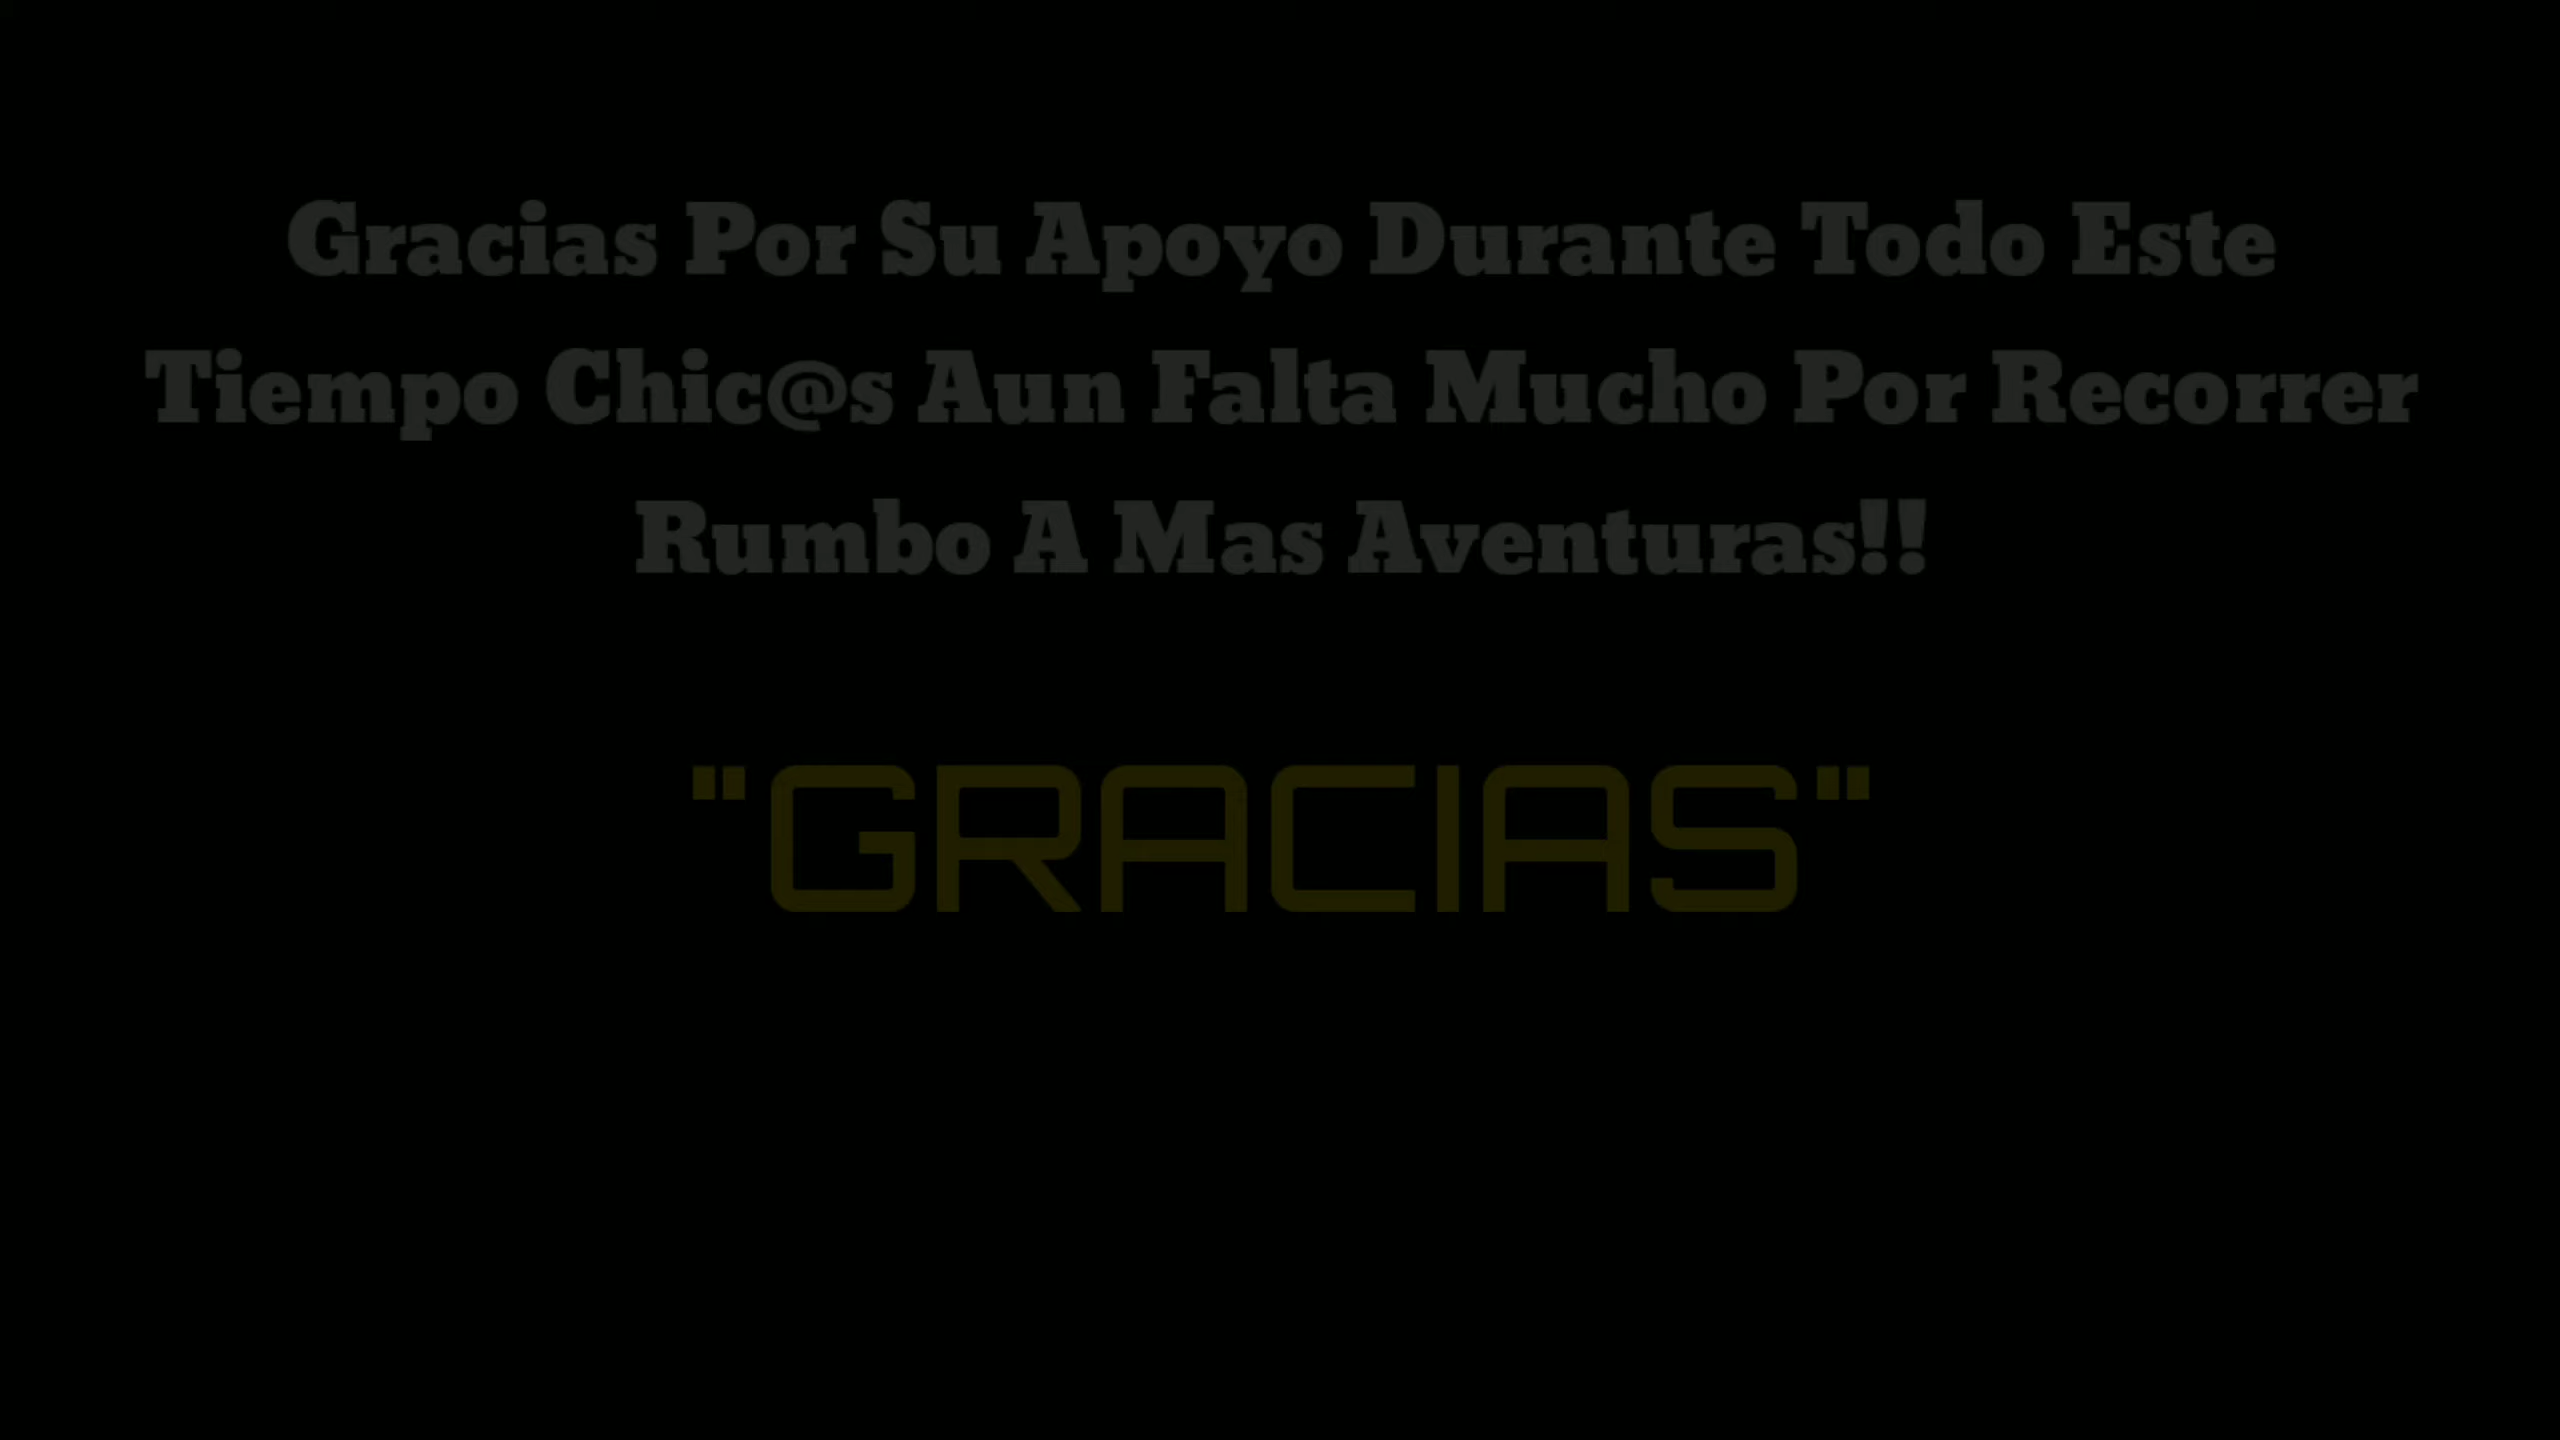 Gracias Por Su Apoyo Durante Todo Este
Tiempo Chic@s Aun Falta Mucho Por Recorrer
Rumbo A Mas Aventuras!!
"GRACIAS"